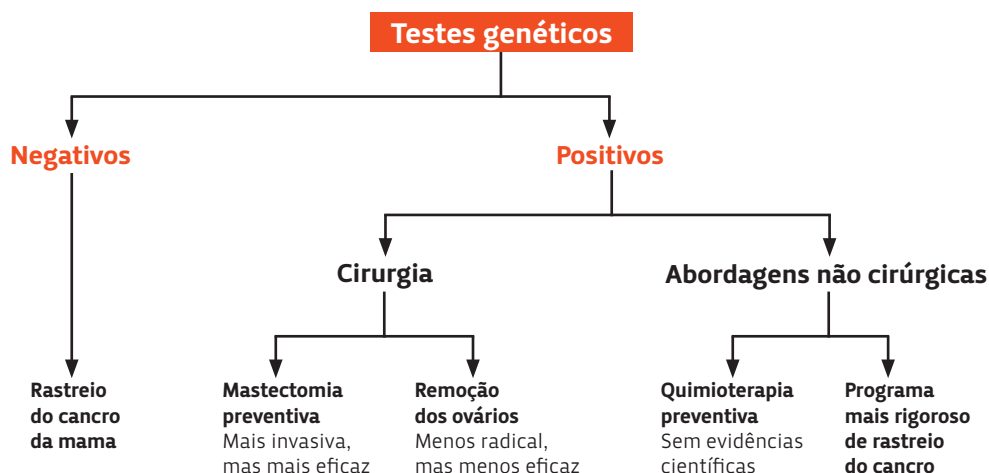 Testes genéticos
Negativos
Positivos
Cirurgia
Abordagens não cirúrgicas
Rastreio
do cancro
da mama
Mastectomia
preventiva
Mais invasiva,
mas mais eficaz
Remoção
dos ovários
Menos radical,
mas menos eficaz
Quimioterapia
preventiva
Sem evidências
científicas
Programa
mais rigoroso
de rastreio
do cancro